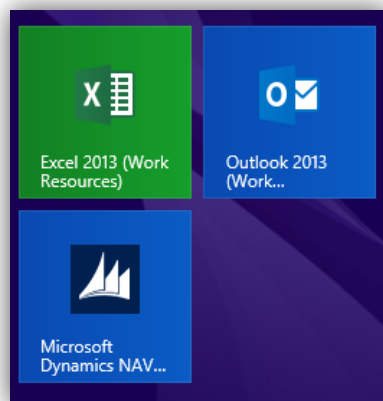 Excel 2013 (Work
Resources)
Outlook 2013
(Work...
Microsoft
Dynamics NAV...